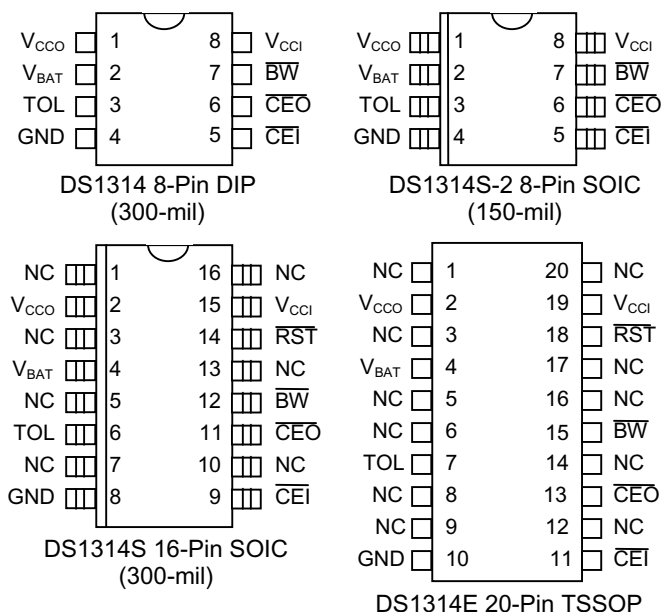 VCCO 1 8 VCCI
VBAT 2 7 BW
TOL 3 6 CEO
GND 4 5 CEI
DS1314 8-Pin DIP
(300-mil)
VCCO 1 8 VCCI
VBAT 2 7 BW
TOL 3 6 CEO
GND 4 5 CEI
DS1314S-2 8-Pin SOIC
(150-mil)
NC 1 16 NC
VCCO 2 15 VCCI
NC 3 14 RST
VBAT 4 13 NC
NC 5 12 BW
TOL 6 11 CEO
NC 7 10 NC
GND 8 9 CEI
DS1314S 16-Pin SOIC
(300-mil)
NC 1 20 NC
VCCO 2 19 VCCI
NC 3 18 RST
VBAT 4 17 NC
NC 5 16 NC
NC 6 15 BW
TOL 7 14 NC
NC 8 13 CEO
NC 9 12 NC
GND 10 11 CEI
DS1314E 20-Pin TSSOP